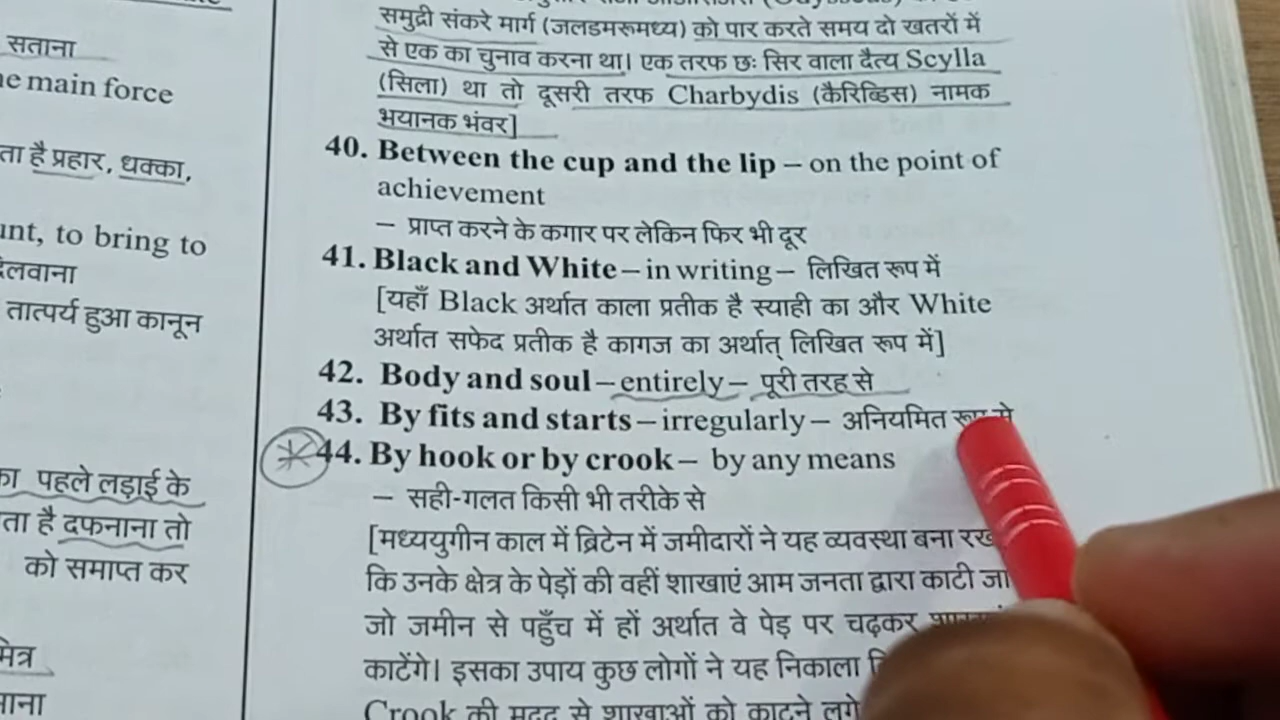 सताना
main force
है प्रहार, धक्का,
to bring to
दिलवाना
तात्पर्य हुआ कानून
पहले लड़ाई के
है दफनाना तो
को समाप्त कर
मित्र
समुद्री संकरे मार्ग (जलडमरूमध्य) को पार करते समय दो खतरों में
से एक का चुनाव करना था। एक तरफ छः सिर वाला दैत्य Scylla
(सिला) था तो दूसरी तरफ Charbydis (कैरिब्डिस) नामक
भयानक भंवर]
40. Between the cup and the lip – on the point of
achievement
– प्राप्त करने के कगार पर लेकिन फिर भी दूर
41. Black and White – in writing – लिखित रूप में
[यहाँ Black अर्थात काला प्रतीक है स्याही का और White
अर्थात सफेद प्रतीक है कागज का अर्थात् लिखित रूप में]
42. Body and soul – entirely – पूरी तरह से
43. By fits and starts – irregularly – अनियमित रूप से
44. By hook or by crook – by any means
– सही-गलत किसी भी तरीके से
[मध्ययुगीन काल में ब्रिटेन में जमीदारों ने यह व्यवस्था बना
कि उनके क्षेत्र के पेड़ों की वहीं शाखाएं आम जनता द्वारा काटी
जो जमीन से पहुँच में हों अर्थात वे पेड़ पर चढ़कर
काटेंगे। इसका उपाय कुछ लोगों ने यह निकाला
Crook की मदद से शाखाओं को काटने लगे